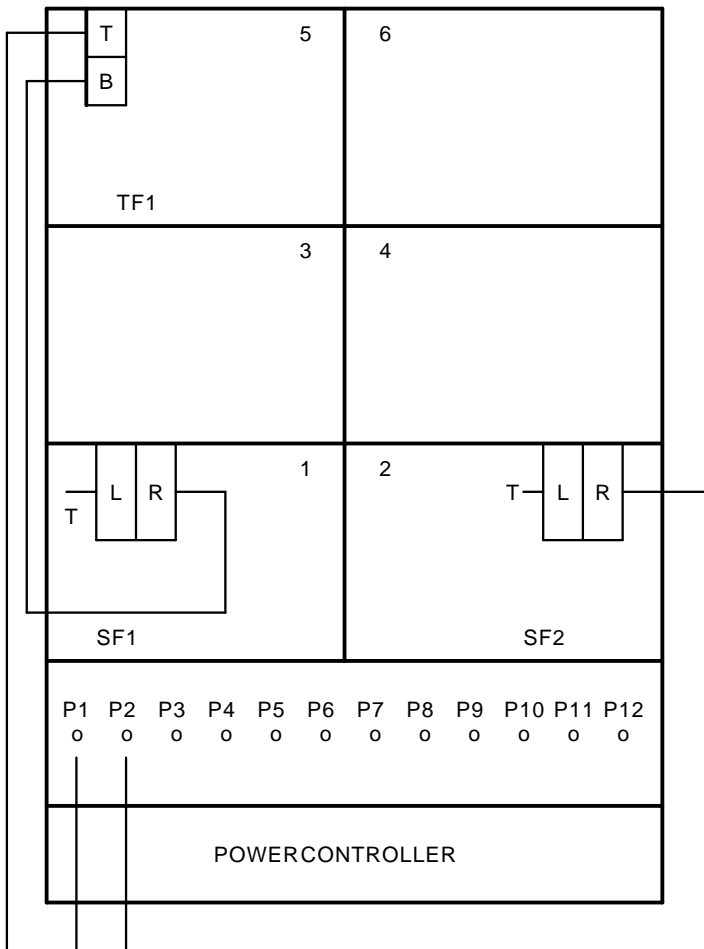 T 5 6
B
TF1
3 4
1 2
L R T L R
T
SF1 SF2
P1 P2 P3 P4 P5 P6 P7 P8 P9 P10 P11 P12
o o o o o o o o o o o o
POWERCONTROLLER